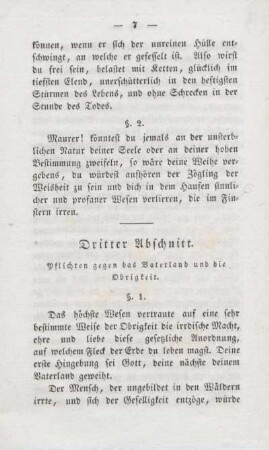 — 7 —
können, wenn er sich der unreinen Hülle ent-
schwingt, an welche er gefesselt ist. Also wirst
du frei sein, belastet mit Ketten, glücklich im
tiefsten Elend, unerschütterlich in den heftigsten
Stürmen des Lebens, und ohne Schrecken in der
Stunde des Todes.
§. 2.
Maurer! könntest du jemals an der unsterb-
lichen Natur deiner Seele oder an deiner hohen
Bestimmung zweifeln, so wäre deine Weihe ver-
gebens, du würdest aufhören der Zögling der
Weisheit zu sein und dich in dem Haufen sinnli-
cher und profaner Wesen verlieren, die im Fin-
stern irren.
Dritter Abschnitt.
Pflichten gegen das Vaterland und die
Obrigkeit.
§. 1.
Das höchste Wesen vertraute auf eine sehr
bestimmte Weise der Obrigkeit die irrdische Macht,
ehre und liebe diese gesetzliche Anordnung,
auf welchem Fleck der Erde du leben magst. Deine
erste Hingebung sei Gott, deine nächste deinem
Vaterland geweiht.
Der Mensch, der ungebildet in den Wäldern
irrte, und sich der Geselligkeit entzöge, würde